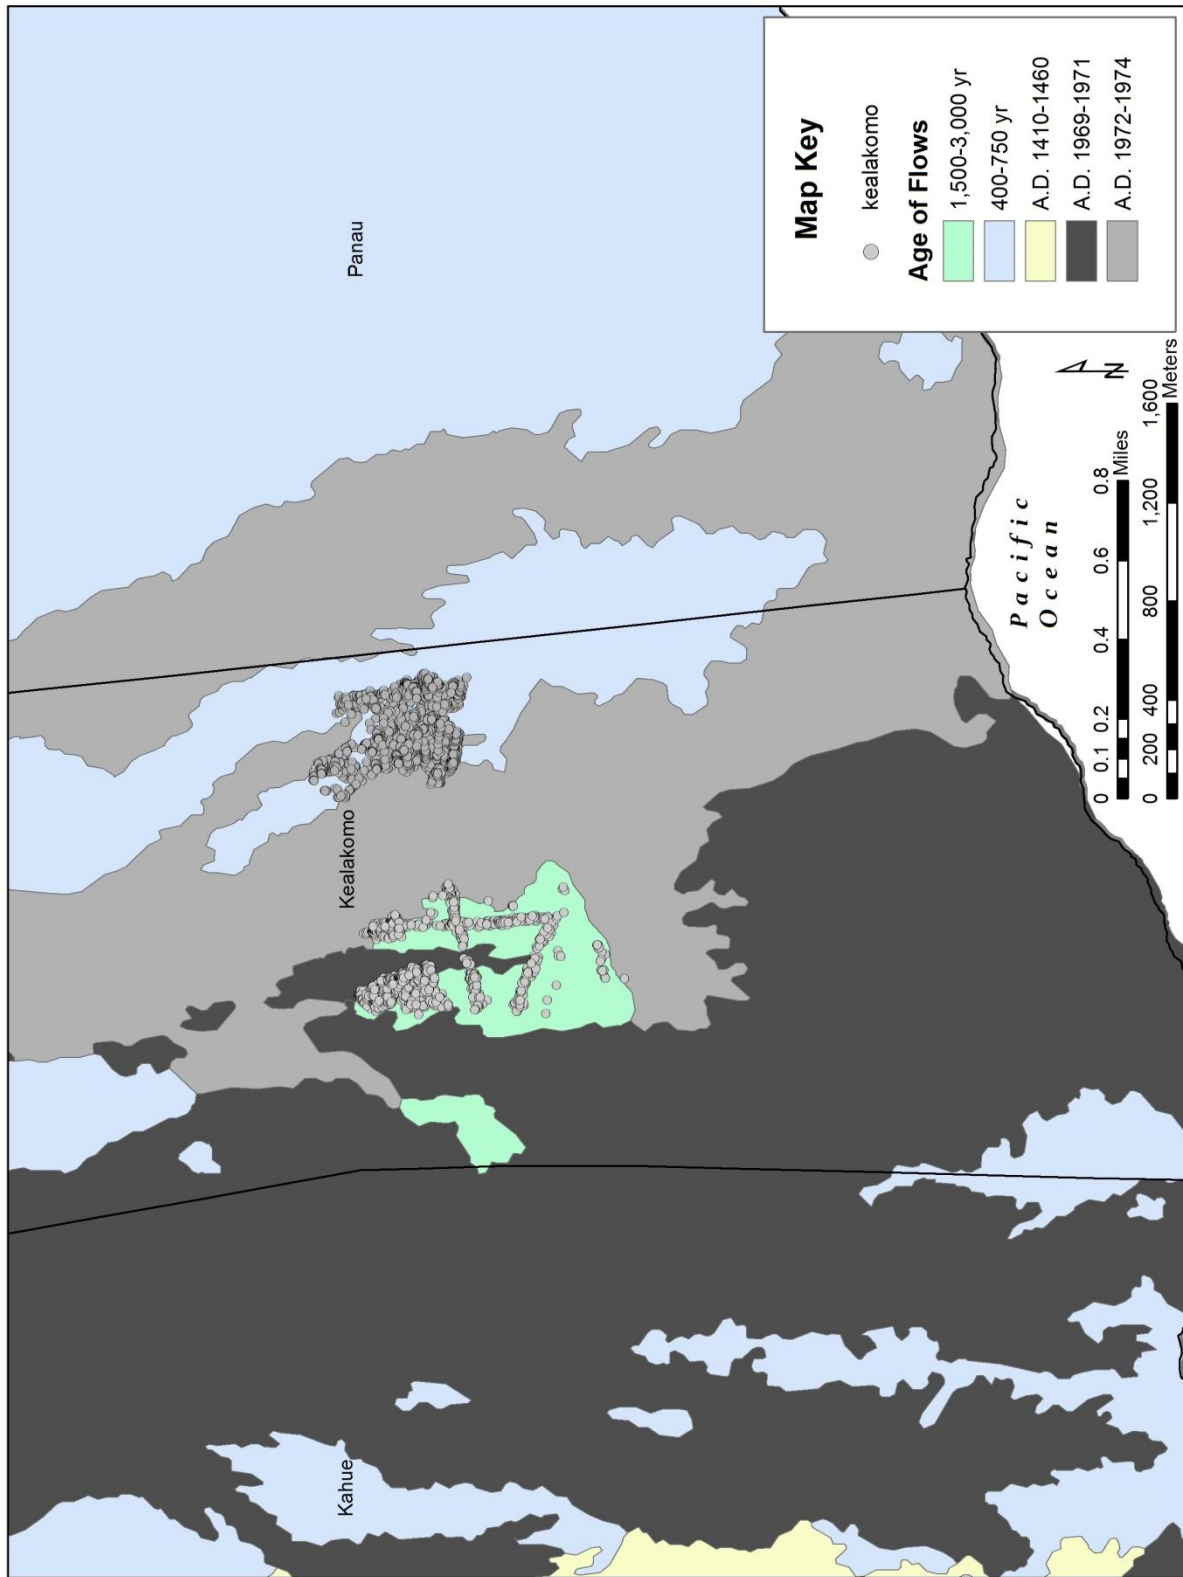 Panau
Kealakomo
Kahue
Pacific
Ocean
Map Key
kealakomo
Age of Flows
1,500-3,000 yr
400-750 yr
A.D. 1410-1460
A.D. 1969-1971
A.D. 1972-1974
N
0 0.1 0.2 0.4 0.6 0.8
Miles
0 200 400 800 1,200 1,600
Meters